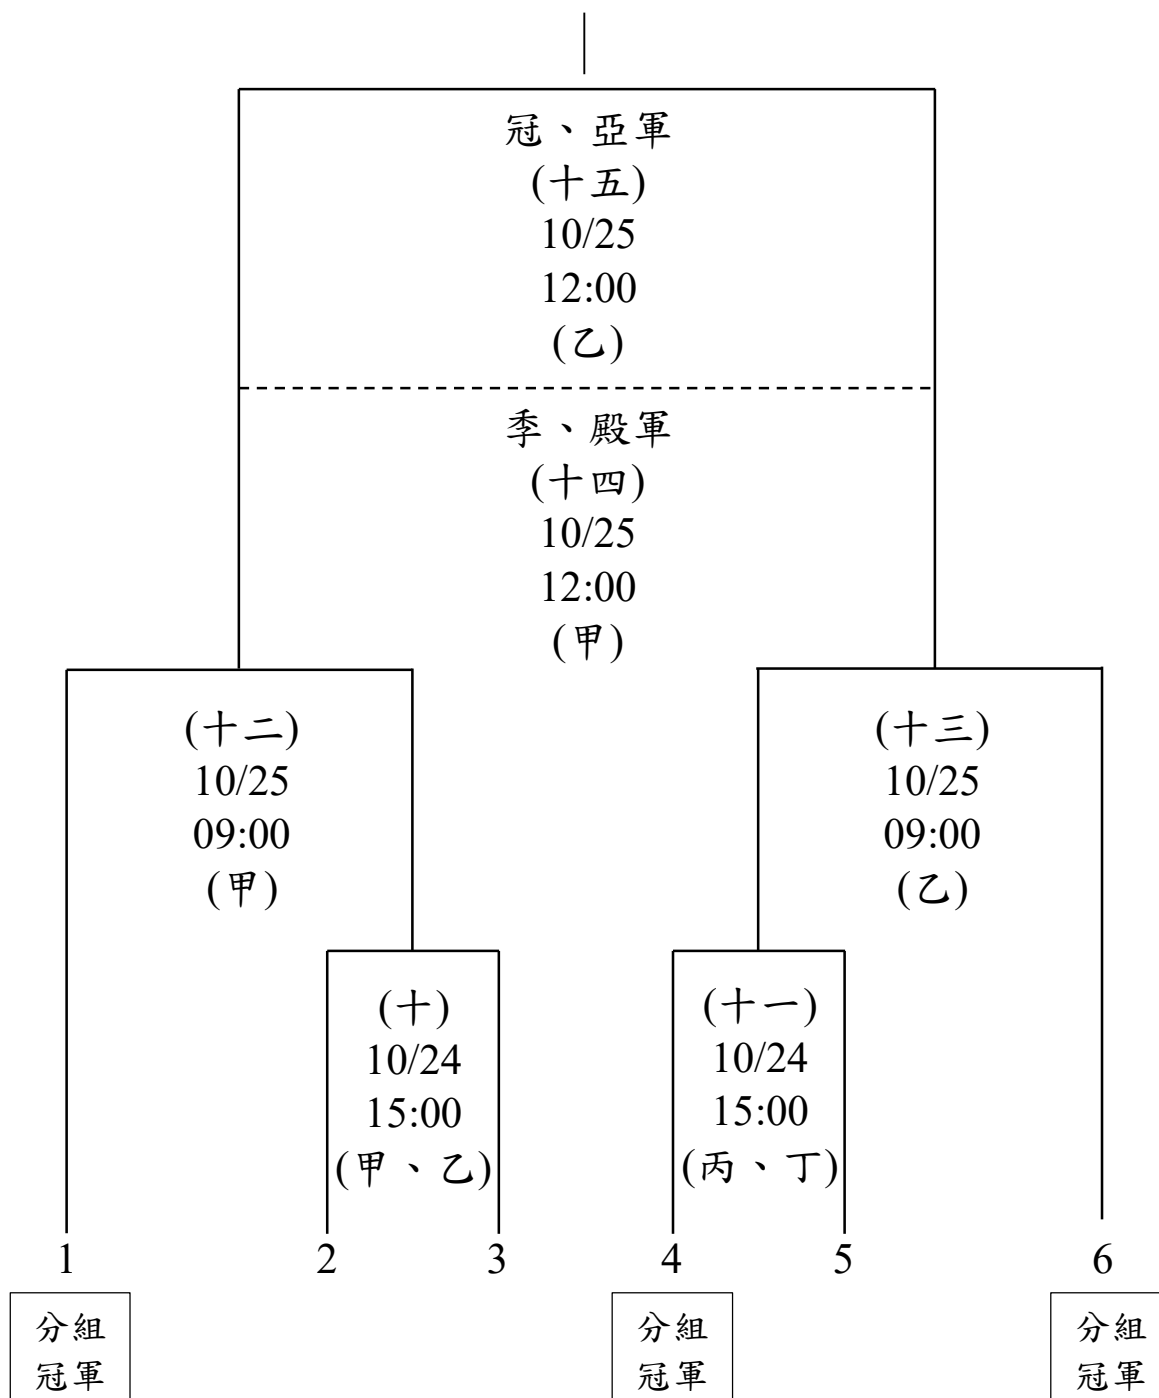 冠、亞軍
(十五)
10/25
12:00
(乙)
季、殿軍
(十四)
10/25
12:00
(甲)
(十二)
10/25
09:00
(甲)
(十三)
10/25
09:00
(乙)
(十)
10/24
15:00
(甲、乙)
(十一)
10/24
15:00
(丙、丁)
1
2
3
4
5
6
分組
冠軍
分組
冠軍
分組
冠軍